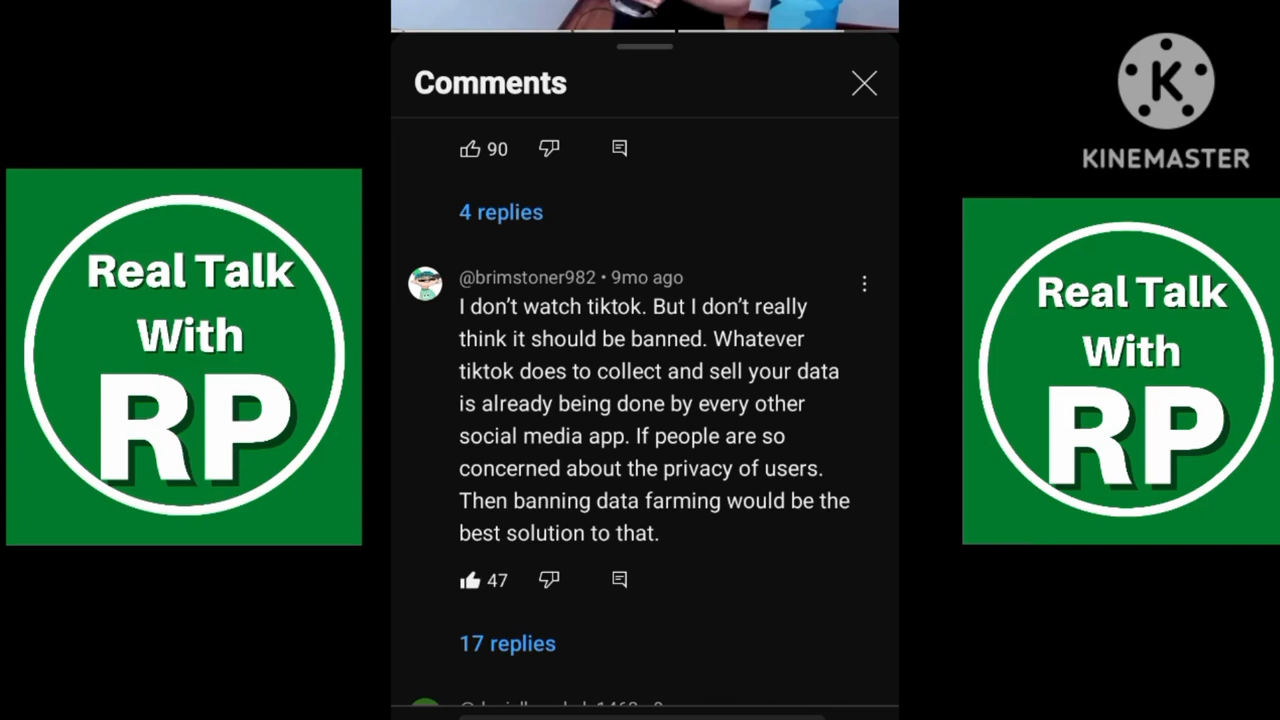 Comments
90
4 replies
@brimstoner982 • 9mo ago
I don't watch tiktok. But I don't really
think it should be banned. Whatever
tiktok does to collect and sell your data
is already being done by every other
social media app. If people are so
concerned about the privacy of users.
Then banning data farming would be the
best solution to that.
47
17 replies
Real Talk
With
RP
K
KINEMASTER
Real Talk
With
RP